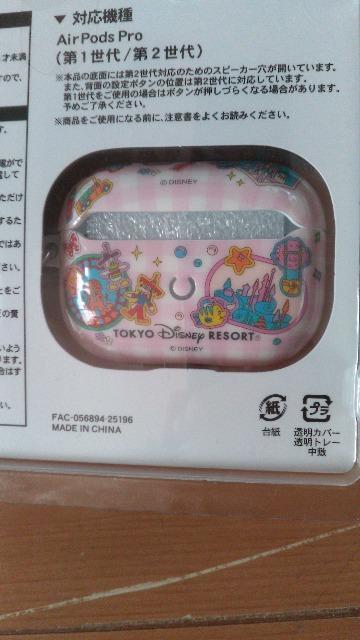 ▼ 対応機種
AirPods Pro
(第1世代/第2世代)
※本品の底面には第2世代対応のためのスピーカー穴が開いています。
また、背面の設定ボタンの位置は第2世代に対応しています。
第1世代をご使用の場合はボタンが押しづらくなる場合があります。
予めご了承ください。
※商品をご使用になる前に、注意書をよくお読みください。
© DISNEY
TOKYO Disney RESORT®
© DISNEY
FAC-056894-25196
MADE IN CHINA
紙
台紙
プラ
透明カバー
透明トレー
中敷